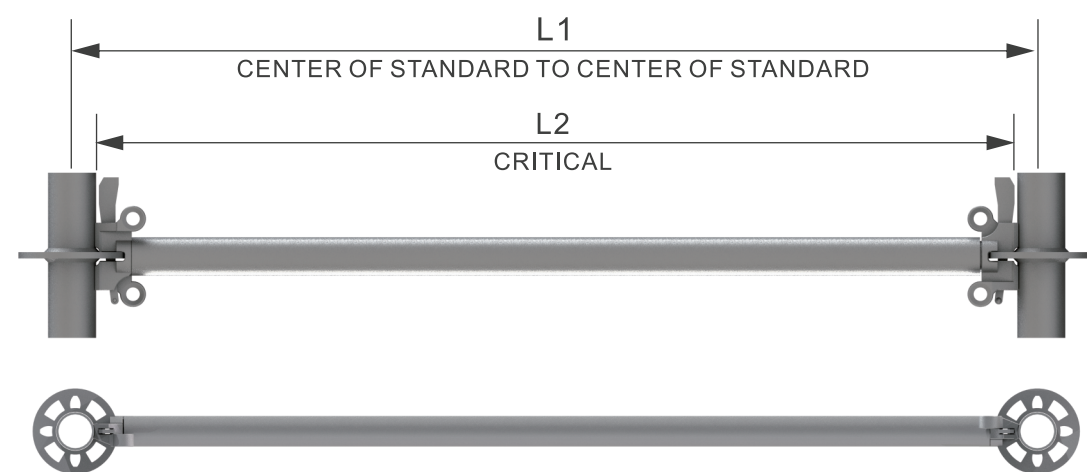 L1
CENTER OF STANDARD TO CENTER OF STANDARD
L2
CRITICAL